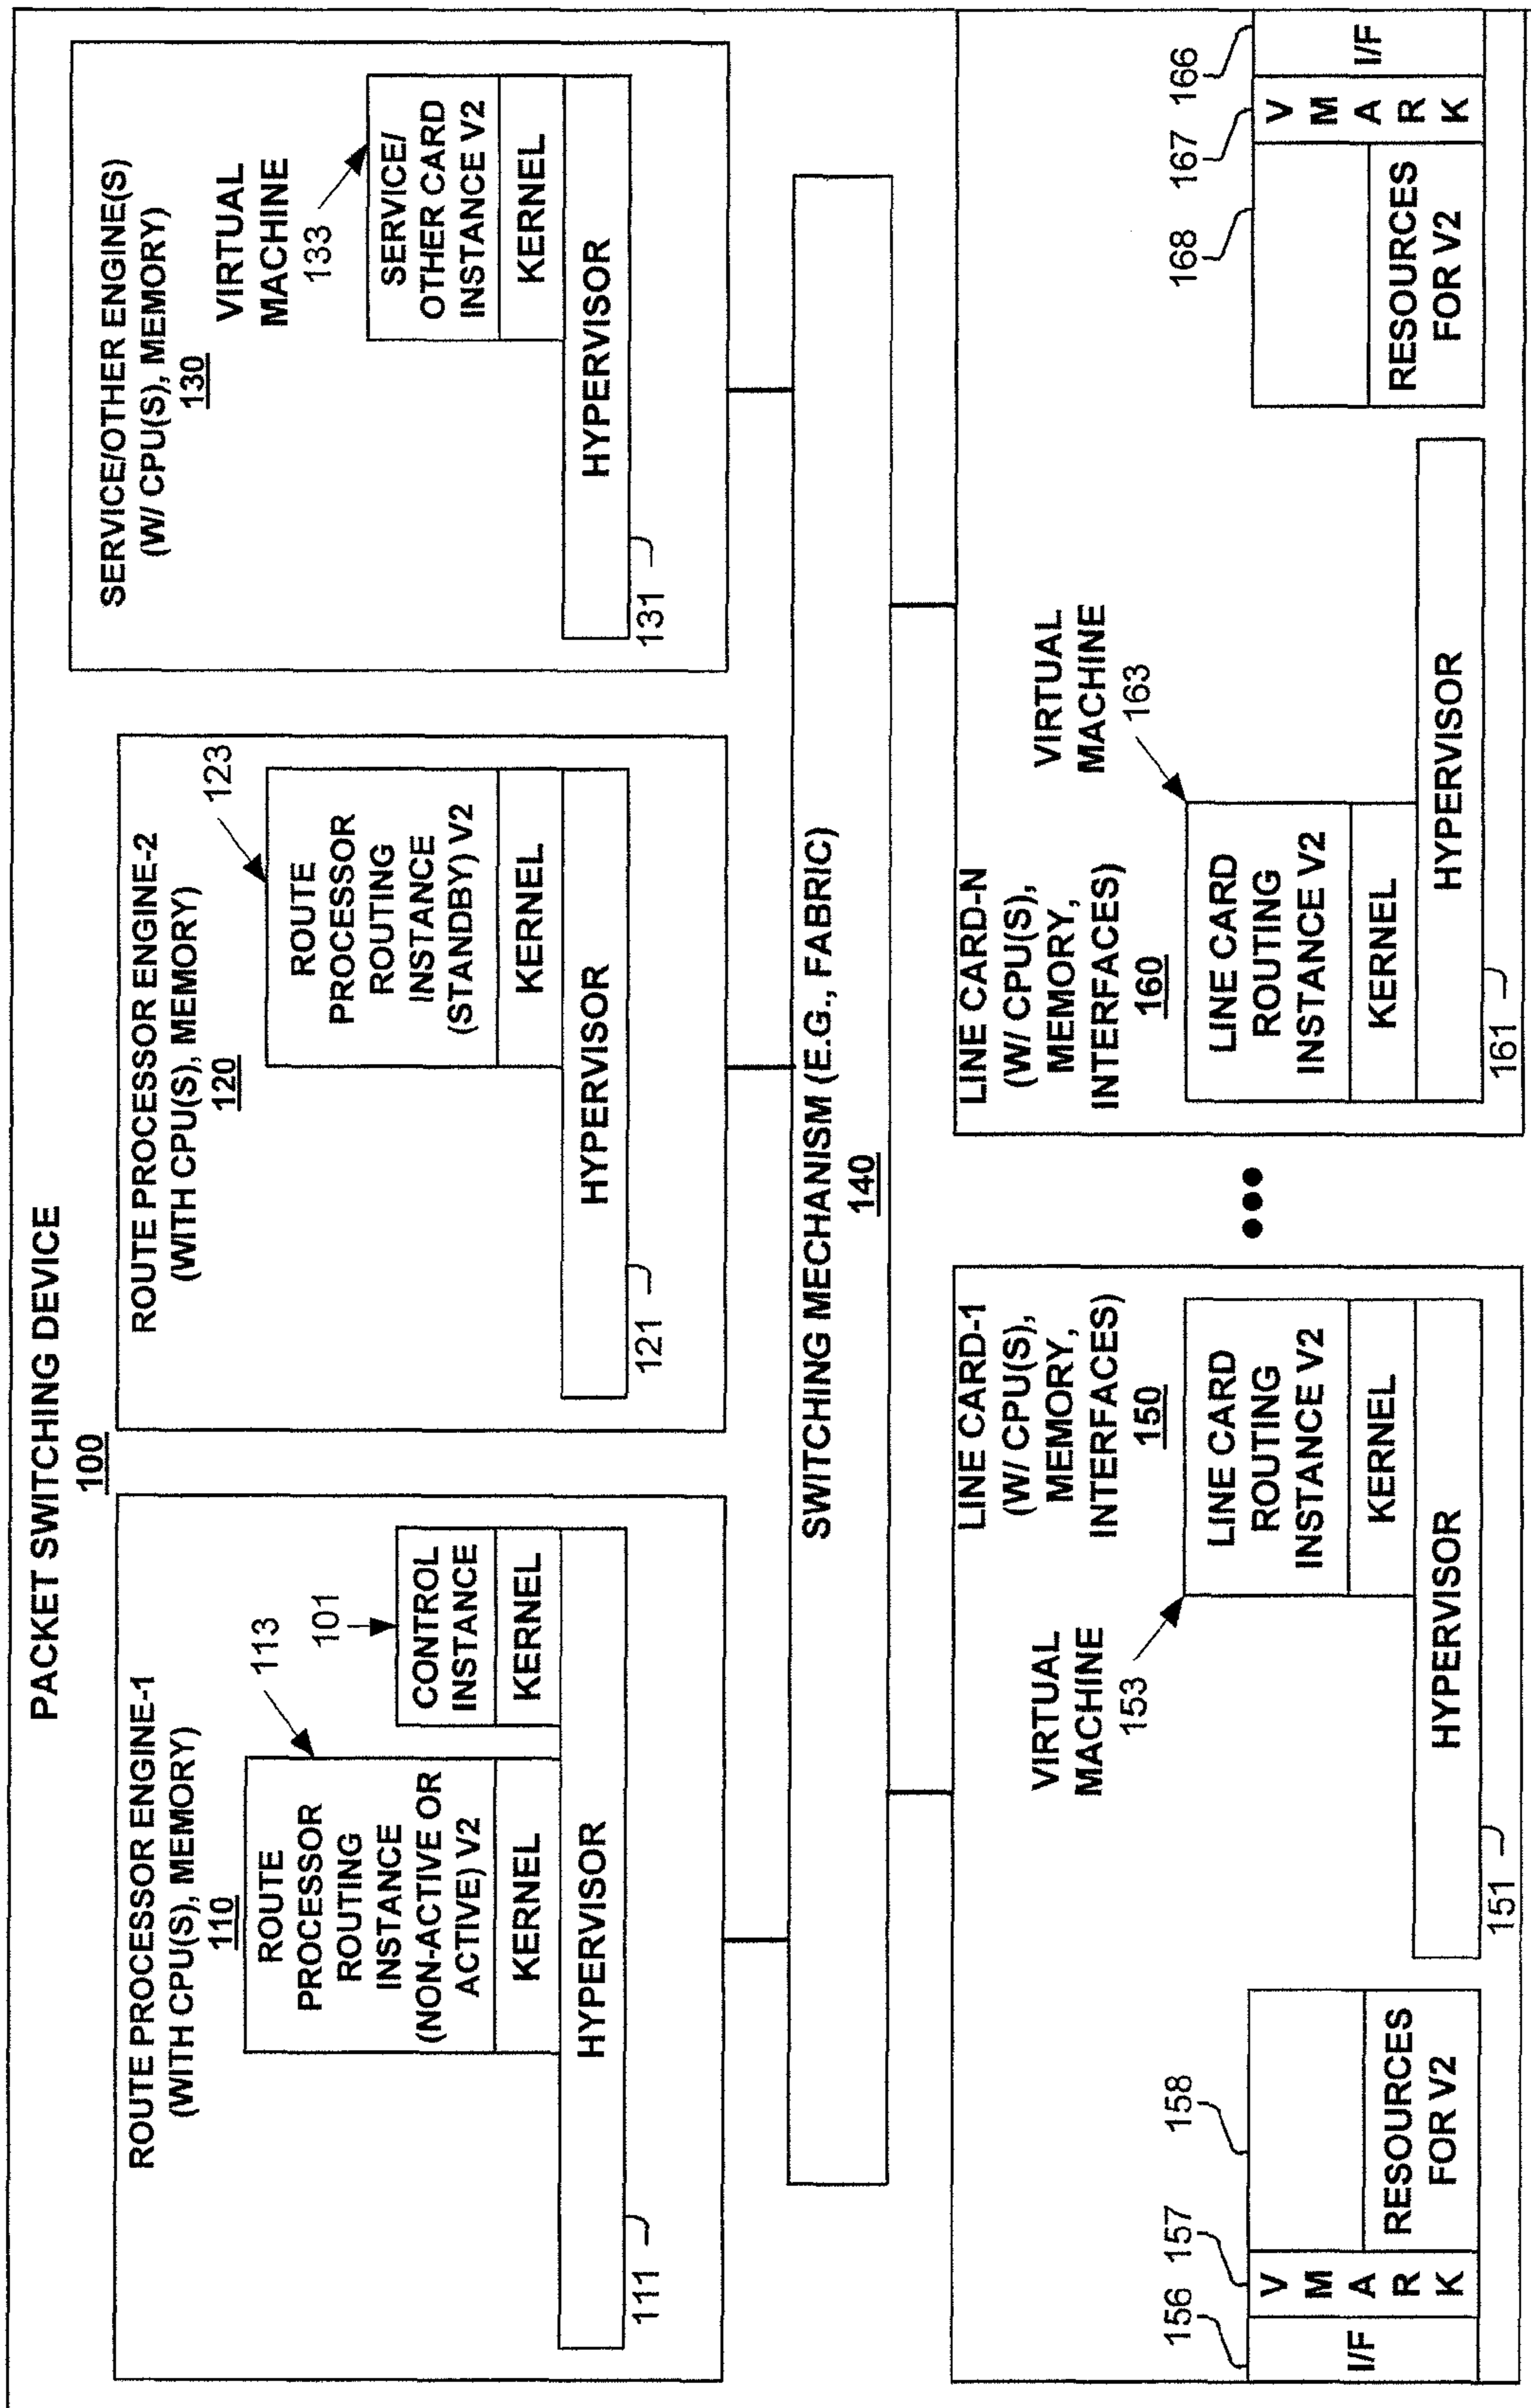 PACKET SWITCHING DEVICE
100
ROUTE PROCESSOR ENGINE-1
(WITH CPU(S), MEMORY)
110
ROUTE
PROCESSOR
ROUTING
INSTANCE
(NON-ACTIVE OR
ACTIVE) V2
KERNEL
113
101
CONTROL
INSTANCE
KERNEL
HYPERVISOR
111
ROUTE PROCESSOR ENGINE-2
(WITH CPU(S), MEMORY)
120
123
ROUTE
PROCESSOR
ROUTING
INSTANCE
(STANDBY) V2
KERNEL
HYPERVISOR
121
SERVICE/OTHER ENGINE(S)
(W/ CPU(S), MEMORY)
130
VIRTUAL
MACHINE
133
SERVICE/
OTHER CARD
INSTANCE V2
KERNEL
HYPERVISOR
131
SWITCHING MECHANISM (E.G., FABRIC)
140
LINE CARD-1
(W/ CPU(S),
MEMORY,
INTERFACES)
150
VIRTUAL
MACHINE
153
LINE CARD
ROUTING
INSTANCE V2
KERNEL
HYPERVISOR
151
156
157
158
I/F
V
M
A
R
K
RESOURCES
FOR V2
LINE CARD-N
(W/ CPU(S),
MEMORY,
INTERFACES)
160
VIRTUAL
MACHINE
163
LINE CARD
ROUTING
INSTANCE V2
KERNEL
HYPERVISOR
161
168
167
166
RESOURCES
FOR V2
V
M
A
R
K
I/F